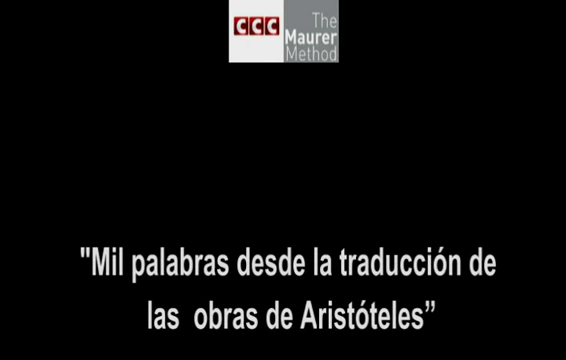 CCC
The
Maurer
Method
"Mil palabras desde la traducción de
las obras de Aristóteles”